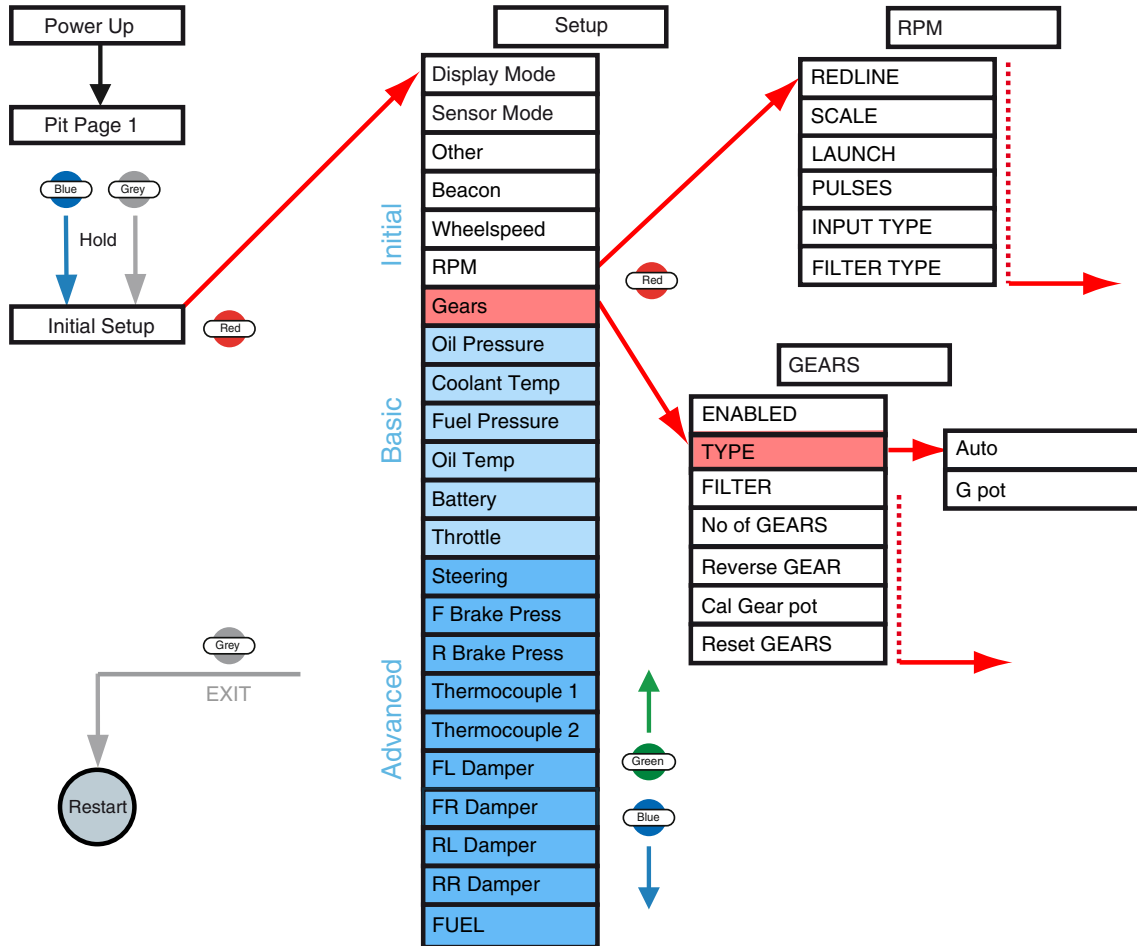 Power Up
Pit Page 1
Blue
Grey
Hold
Initial Setup
Red
Grey
EXIT
Restart
Setup
Initial
Basic
Advanced
Display Mode
Sensor Mode
Other
Beacon
Wheelspeed
RPM
Gears
Oil Pressure
Coolant Temp
Fuel Pressure
Oil Temp
Battery
Throttle
Steering
F Brake Press
R Brake Press
Thermocouple 1
Thermocouple 2
FL Damper
FR Damper
RL Damper
RR Damper
FUEL
Red
Green
Blue
RPM
REDLINE
SCALE
LAUNCH
PULSES
INPUT TYPE
FILTER TYPE
GEARS
ENABLED
TYPE
FILTER
No of GEARS
Reverse GEAR
Cal Gear pot
Reset GEARS
Auto
G pot